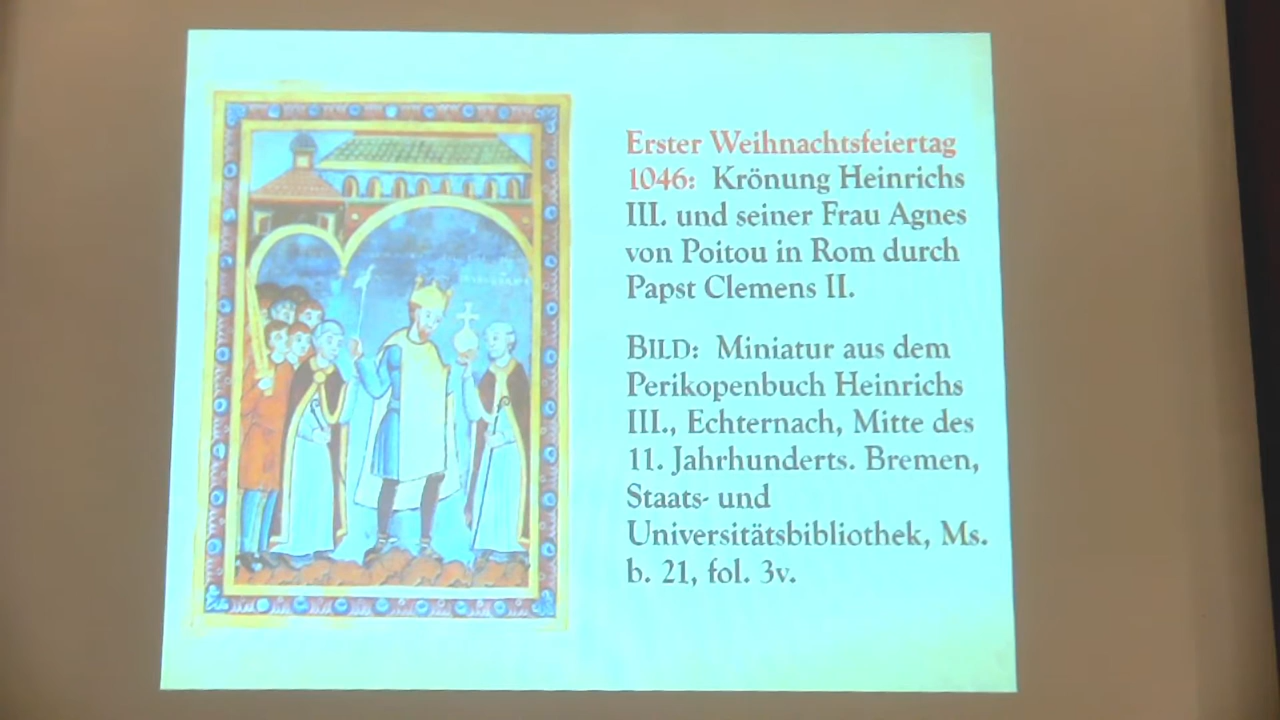 Erster Weihnachtsfeiertag
1046: Krönung Heinrichs
III. und seiner Frau Agnes
von Poitou in Rom durch
Papst Clemens II.
BILD: Miniatur aus dem
Perikopenbuch Heinrichs
III., Echternach, Mitte des
11. Jahrhunderts. Bremen,
Staats- und
Universitätsbibliothek, Ms.
b. 21, fol. 3v.